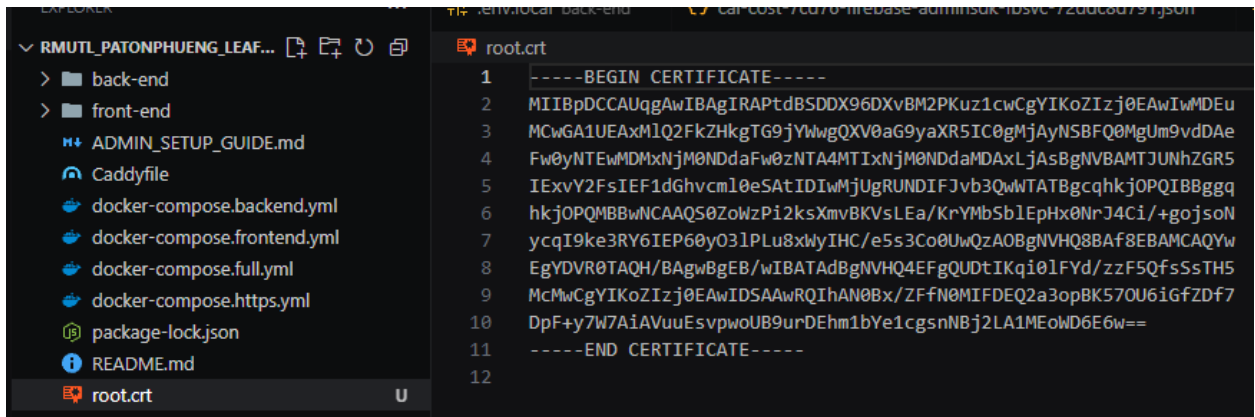 EXPLORER
.env.local back-end
car-cost-7cd76-firebase-adminsdk-fbsvc-72ddc8d791.json
RMUTL_PATONPHUENG_LEAF...
back-end
front-end
ADMIN_SETUP_GUIDE.md
Caddyfile
docker-compose.backend.yml
docker-compose.frontend.yml
docker-compose.full.yml
docker-compose.https.yml
package-lock.json
README.md
root.crt U
root.crt
1 -----BEGIN CERTIFICATE-----
2 MIIBpDCCAUqgAwIBAgIRAPtdBSDDX96DXvBM2PKuz1cwCgYIKoZIzj0EAwIwMDEu
3 MCwGA1UEAxMlQ2FkZHkgTG9jYWwgQXV0aG9yaXR5IC0gMjAyNSBFQ0MgUm9vdDAe
4 Fw0yNTEwMDMxNjM0NDdaFw0zNTA4MTIxNjM0NDdaMDAxLjAsBgNVBAMTJUNhZGR5
5 IExvY2FsIEF1dGhvcml0eSAtIDIwMjUgRUNDIFJvb3QwWTATBgcqhkjOPQIBBggq
6 hkjOPQMBBwNCAAQS0ZoWzPi2ksXmvBKVsLEa/KrYMbSblEpHx0NrJ4Ci/+gojsoN
7 ycqI9ke3RY6IEP60yO3lPLu8xWyIHC/e5s3Co0UwQzAOBgNVHQ8BAf8EBAMCAQYw
8 EgYDVR0TAQH/BAgwBgEB/wIBATAdBgNVHQ4EFgQUDtIKqi0lFYd/zzF5QfsSsTH5
9 McMwCgYIKoZIzj0EAwIDSAAwRQIhAN0Bx/ZFfN0MIFDEQ2a3opBK57OU6iGfZDf7
10 DpF+y7W7AiAVuuEsvpwoUB9urDEhm1bYe1cgsnNBj2LA1MEoWD6E6w==
11 -----END CERTIFICATE-----
12